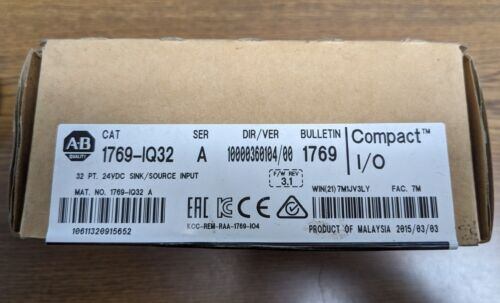 A-B
QUALITY
CAT SER DIR/VER BULLETIN
1769-IQ32 A 10000360104/00 1769
Compact™
I/O
32 PT. 24VDC SINK/SOURCE INPUT
F/W REV
3.1
MAT. NO. 1769-IQ32 A
WIN(21)7M1JV3LY FAC. 7M
10611320915652
EAC C CE
KCC-REM-RAA-1769-IO4
PRODUCT OF MALAYSIA 2015/03/03